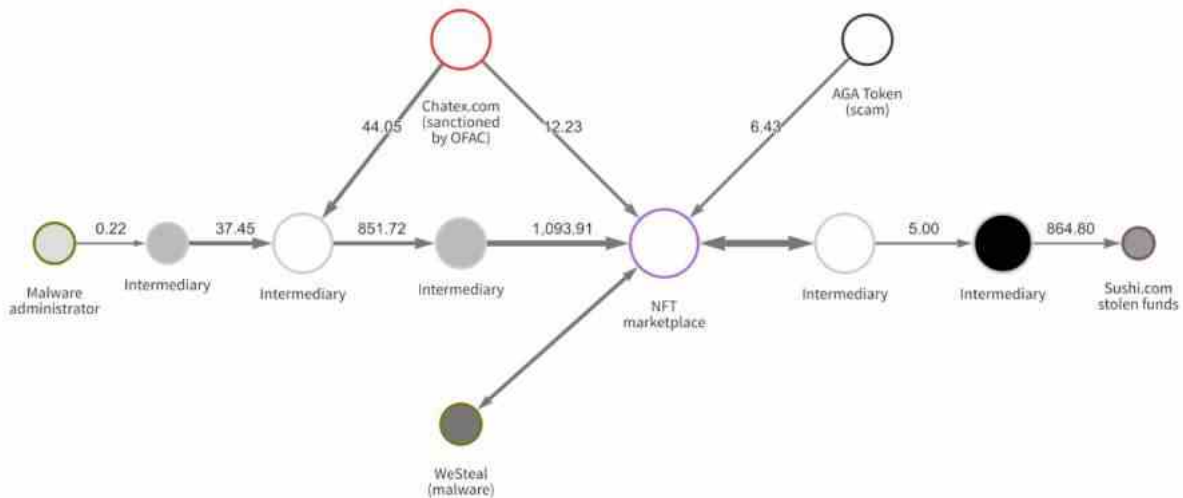 Chatex.com
(sanctioned
by OFAC)
AGA Token
(scam)
44.05
12.23
6.43
0.22
37.45
851.72
1,093.91
5.00
864.80
Malware
administrator
Intermediary
Intermediary
Intermediary
NFT
marketplace
Intermediary
Intermediary
Sushi.com
stolen funds
WeSteal
(malware)